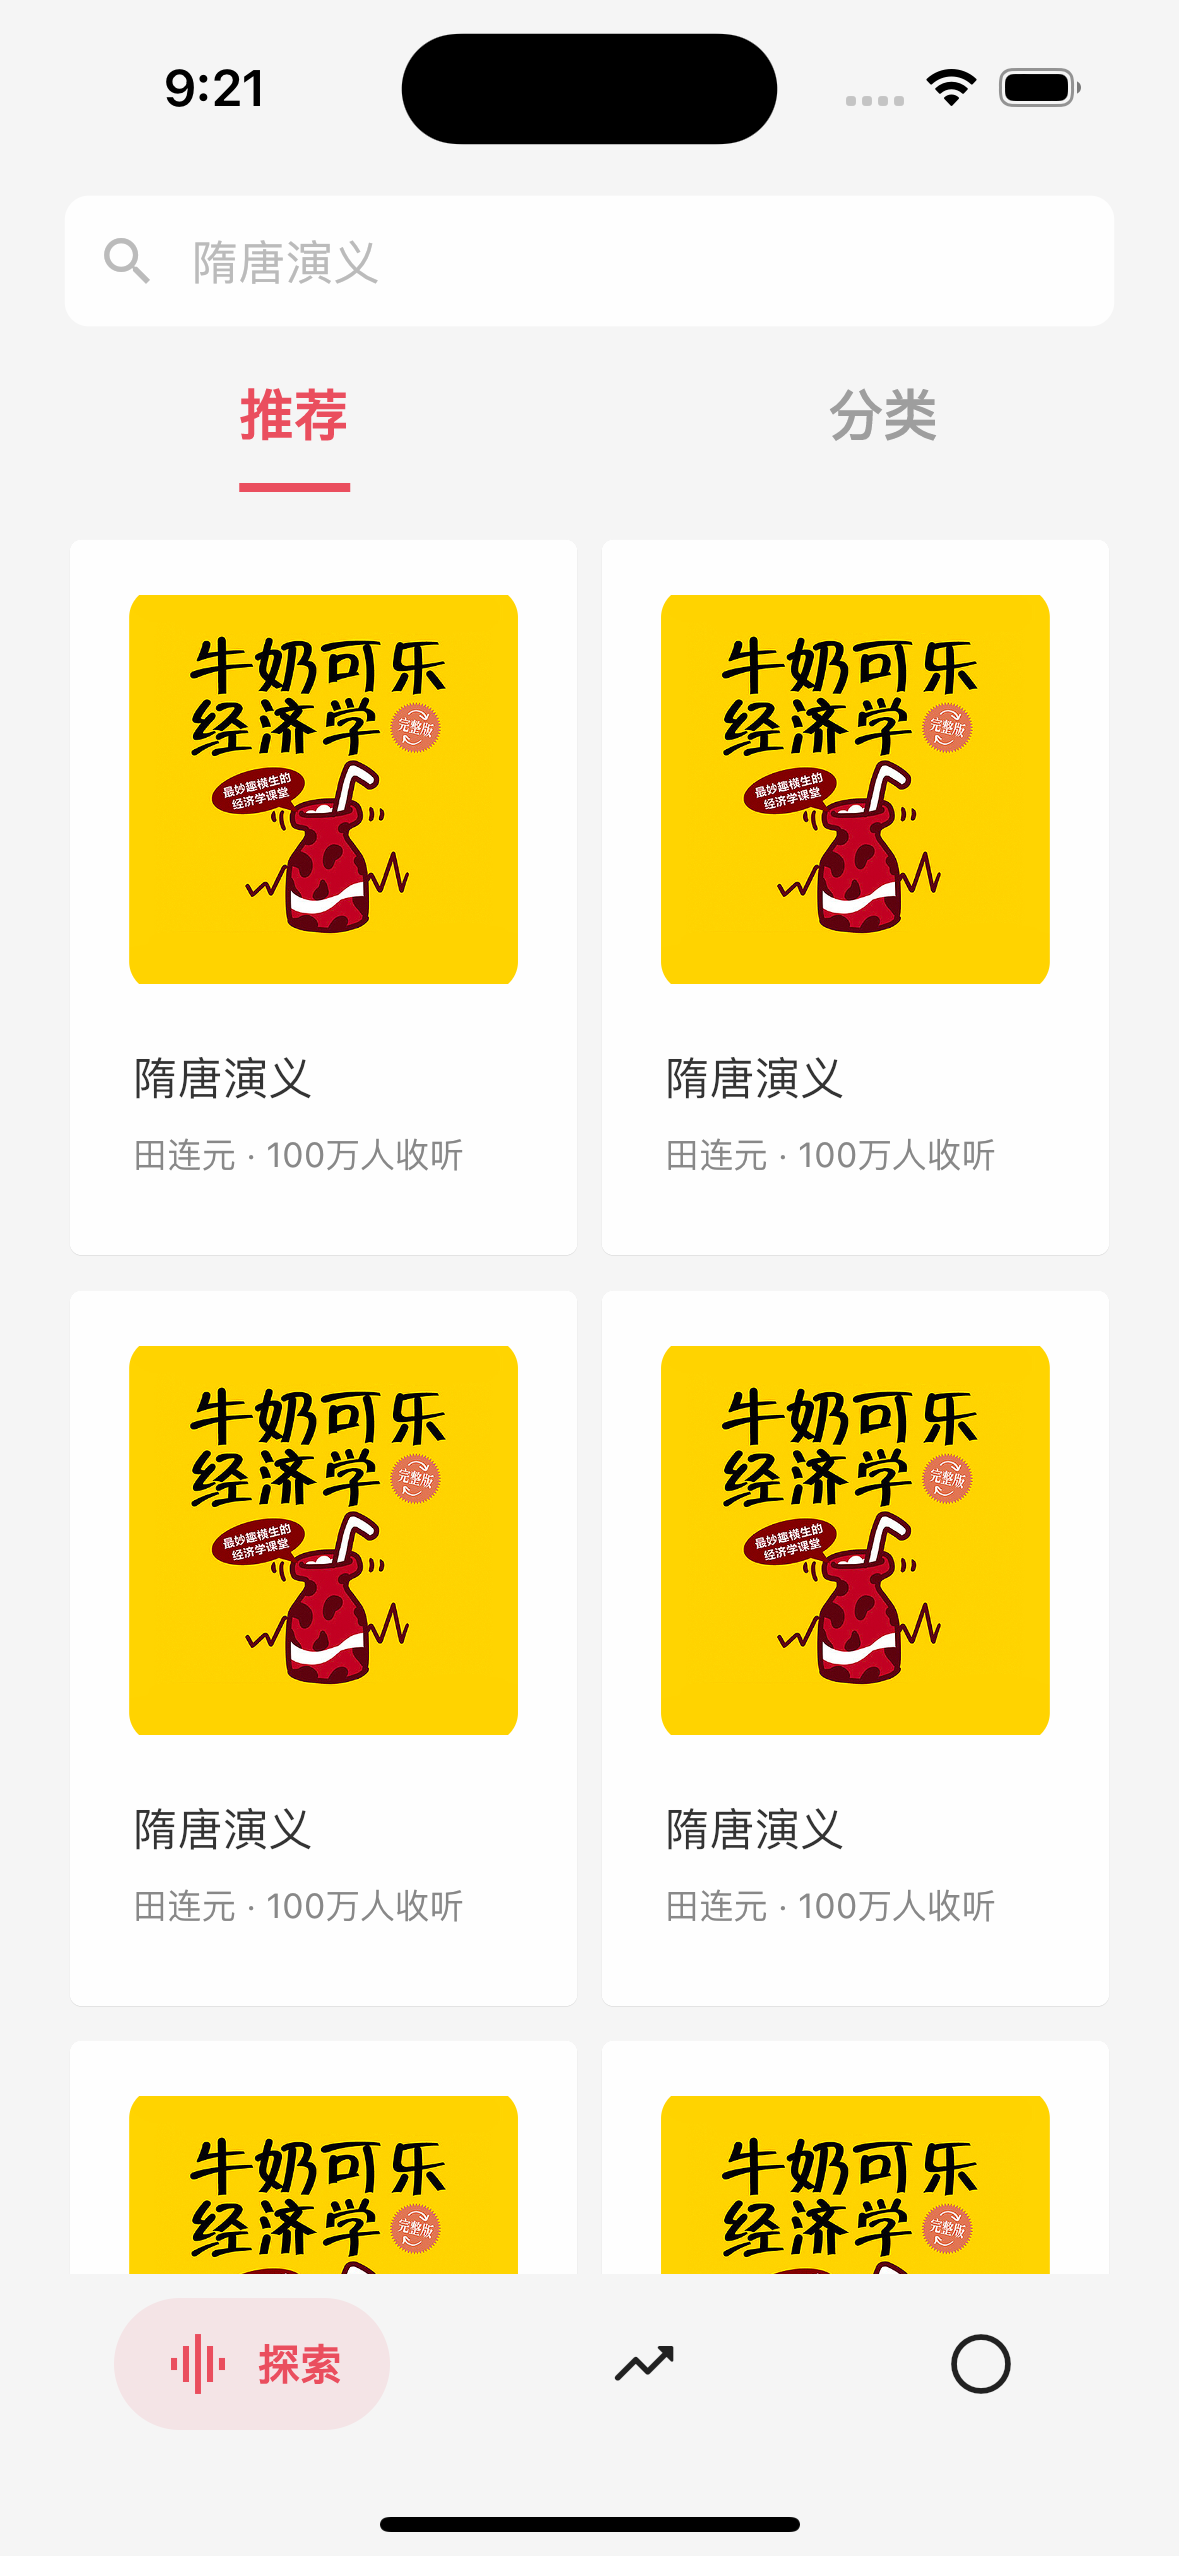 9:21
隋唐演义
推荐 分类
牛奶可乐
经济学
完整版
最妙趣横生的
经济学课堂
隋唐演义
田连元 · 100万人收听
牛奶可乐
经济学
完整版
最妙趣横生的
经济学课堂
隋唐演义
田连元 · 100万人收听
牛奶可乐
经济学
完整版
最妙趣横生的
经济学课堂
隋唐演义
田连元 · 100万人收听
牛奶可乐
经济学
完整版
最妙趣横生的
经济学课堂
隋唐演义
田连元 · 100万人收听
牛奶可乐
经济学
完整版
牛奶可乐
经济学
完整版
探索